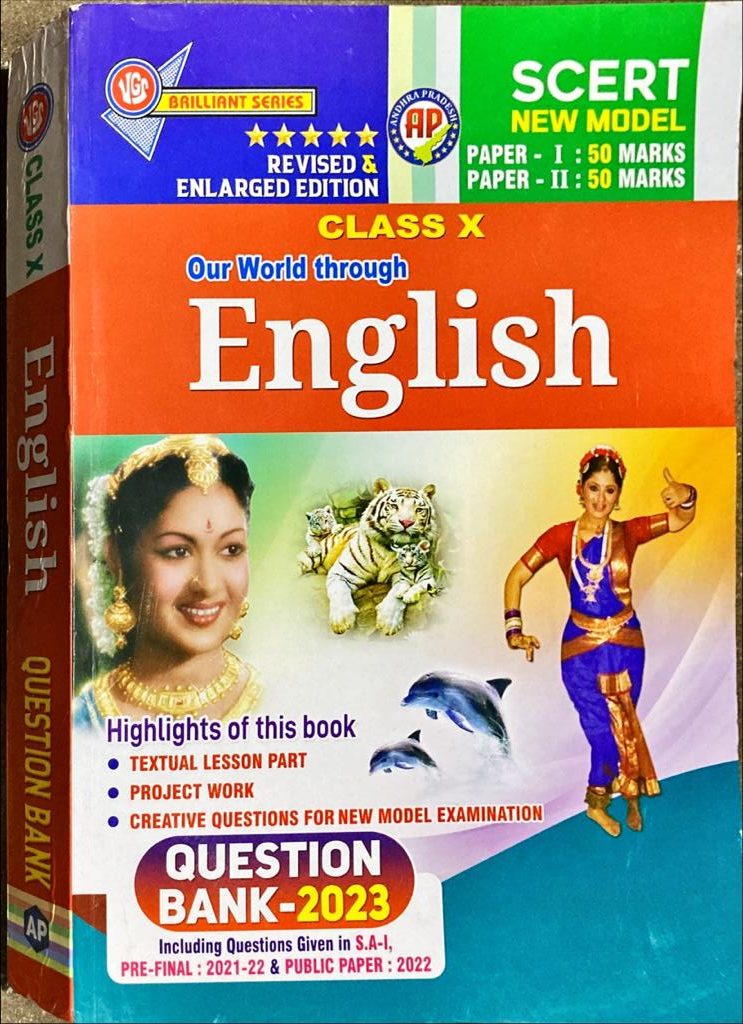 VGS
BRILLIANT SERIES
REVISED &
ENLARGED EDITION
ANDHRA PRADESH
AP
SCERT
NEW MODEL
PAPER - I : 50 MARKS
PAPER - II : 50 MARKS
CLASS X
Our World through
English
Highlights of this book
• TEXTUAL LESSON PART
• PROJECT WORK
• CREATIVE QUESTIONS FOR NEW MODEL EXAMINATION
QUESTION
BANK-2023
Including Questions Given in S.A-I,
PRE-FINAL : 2021-22 & PUBLIC PAPER : 2022
VGS
CLASS X
English
QUESTION BANK
AP